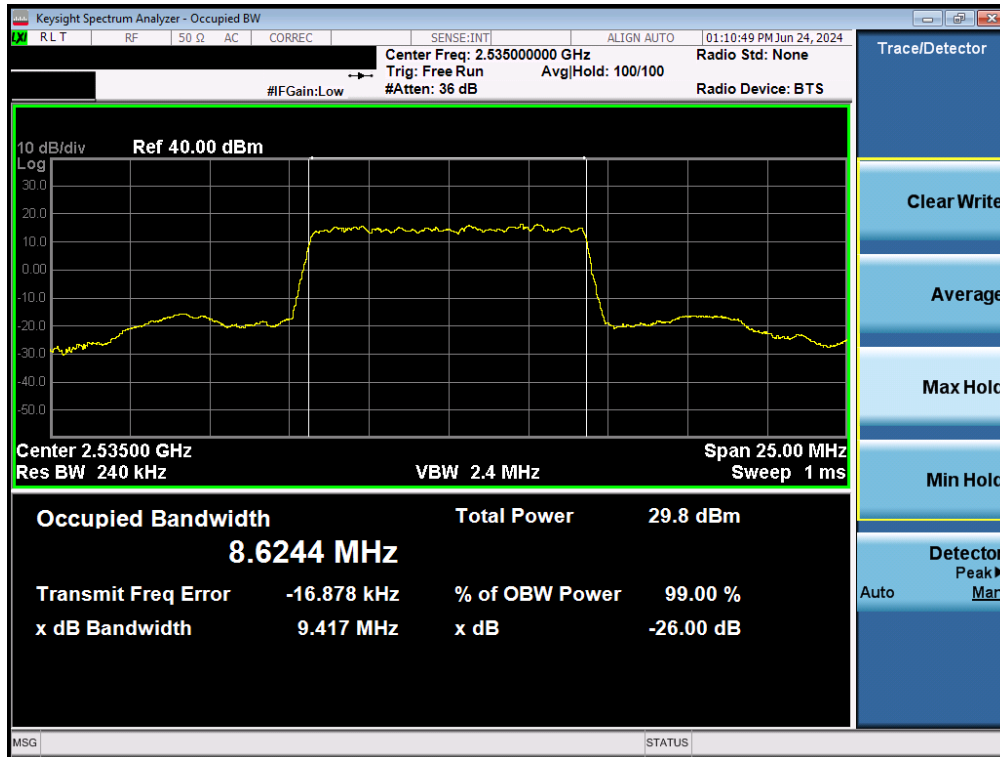 Keysight Spectrum Analyzer - Occupied BW
LXI RLT RF 50 Ω AC CORREC SENSE:INT ALIGN AUTO 01:10:49 PM Jun 24, 2024
Center Freq: 2.535000000 GHz Radio Std: None
Trig: Free Run Avg|Hold: 100/100
#IFGain:Low #Atten: 36 dB Radio Device: BTS
10 dB/div Ref 40.00 dBm
Log
30.0
20.0
10.0
0.00
-10.0
-20.0
-30.0
-40.0
-50.0
Center 2.53500 GHz Span 25.00 MHz
Res BW 240 kHz VBW 2.4 MHz Sweep 1 ms
Occupied Bandwidth Total Power 29.8 dBm
8.6244 MHz
Transmit Freq Error -16.878 kHz % of OBW Power 99.00 %
x dB Bandwidth 9.417 MHz x dB -26.00 dB
MSG STATUS
Trace/Detector
Clear Write
Average
Max Hold
Min Hold
Detector
Peak
Auto Man